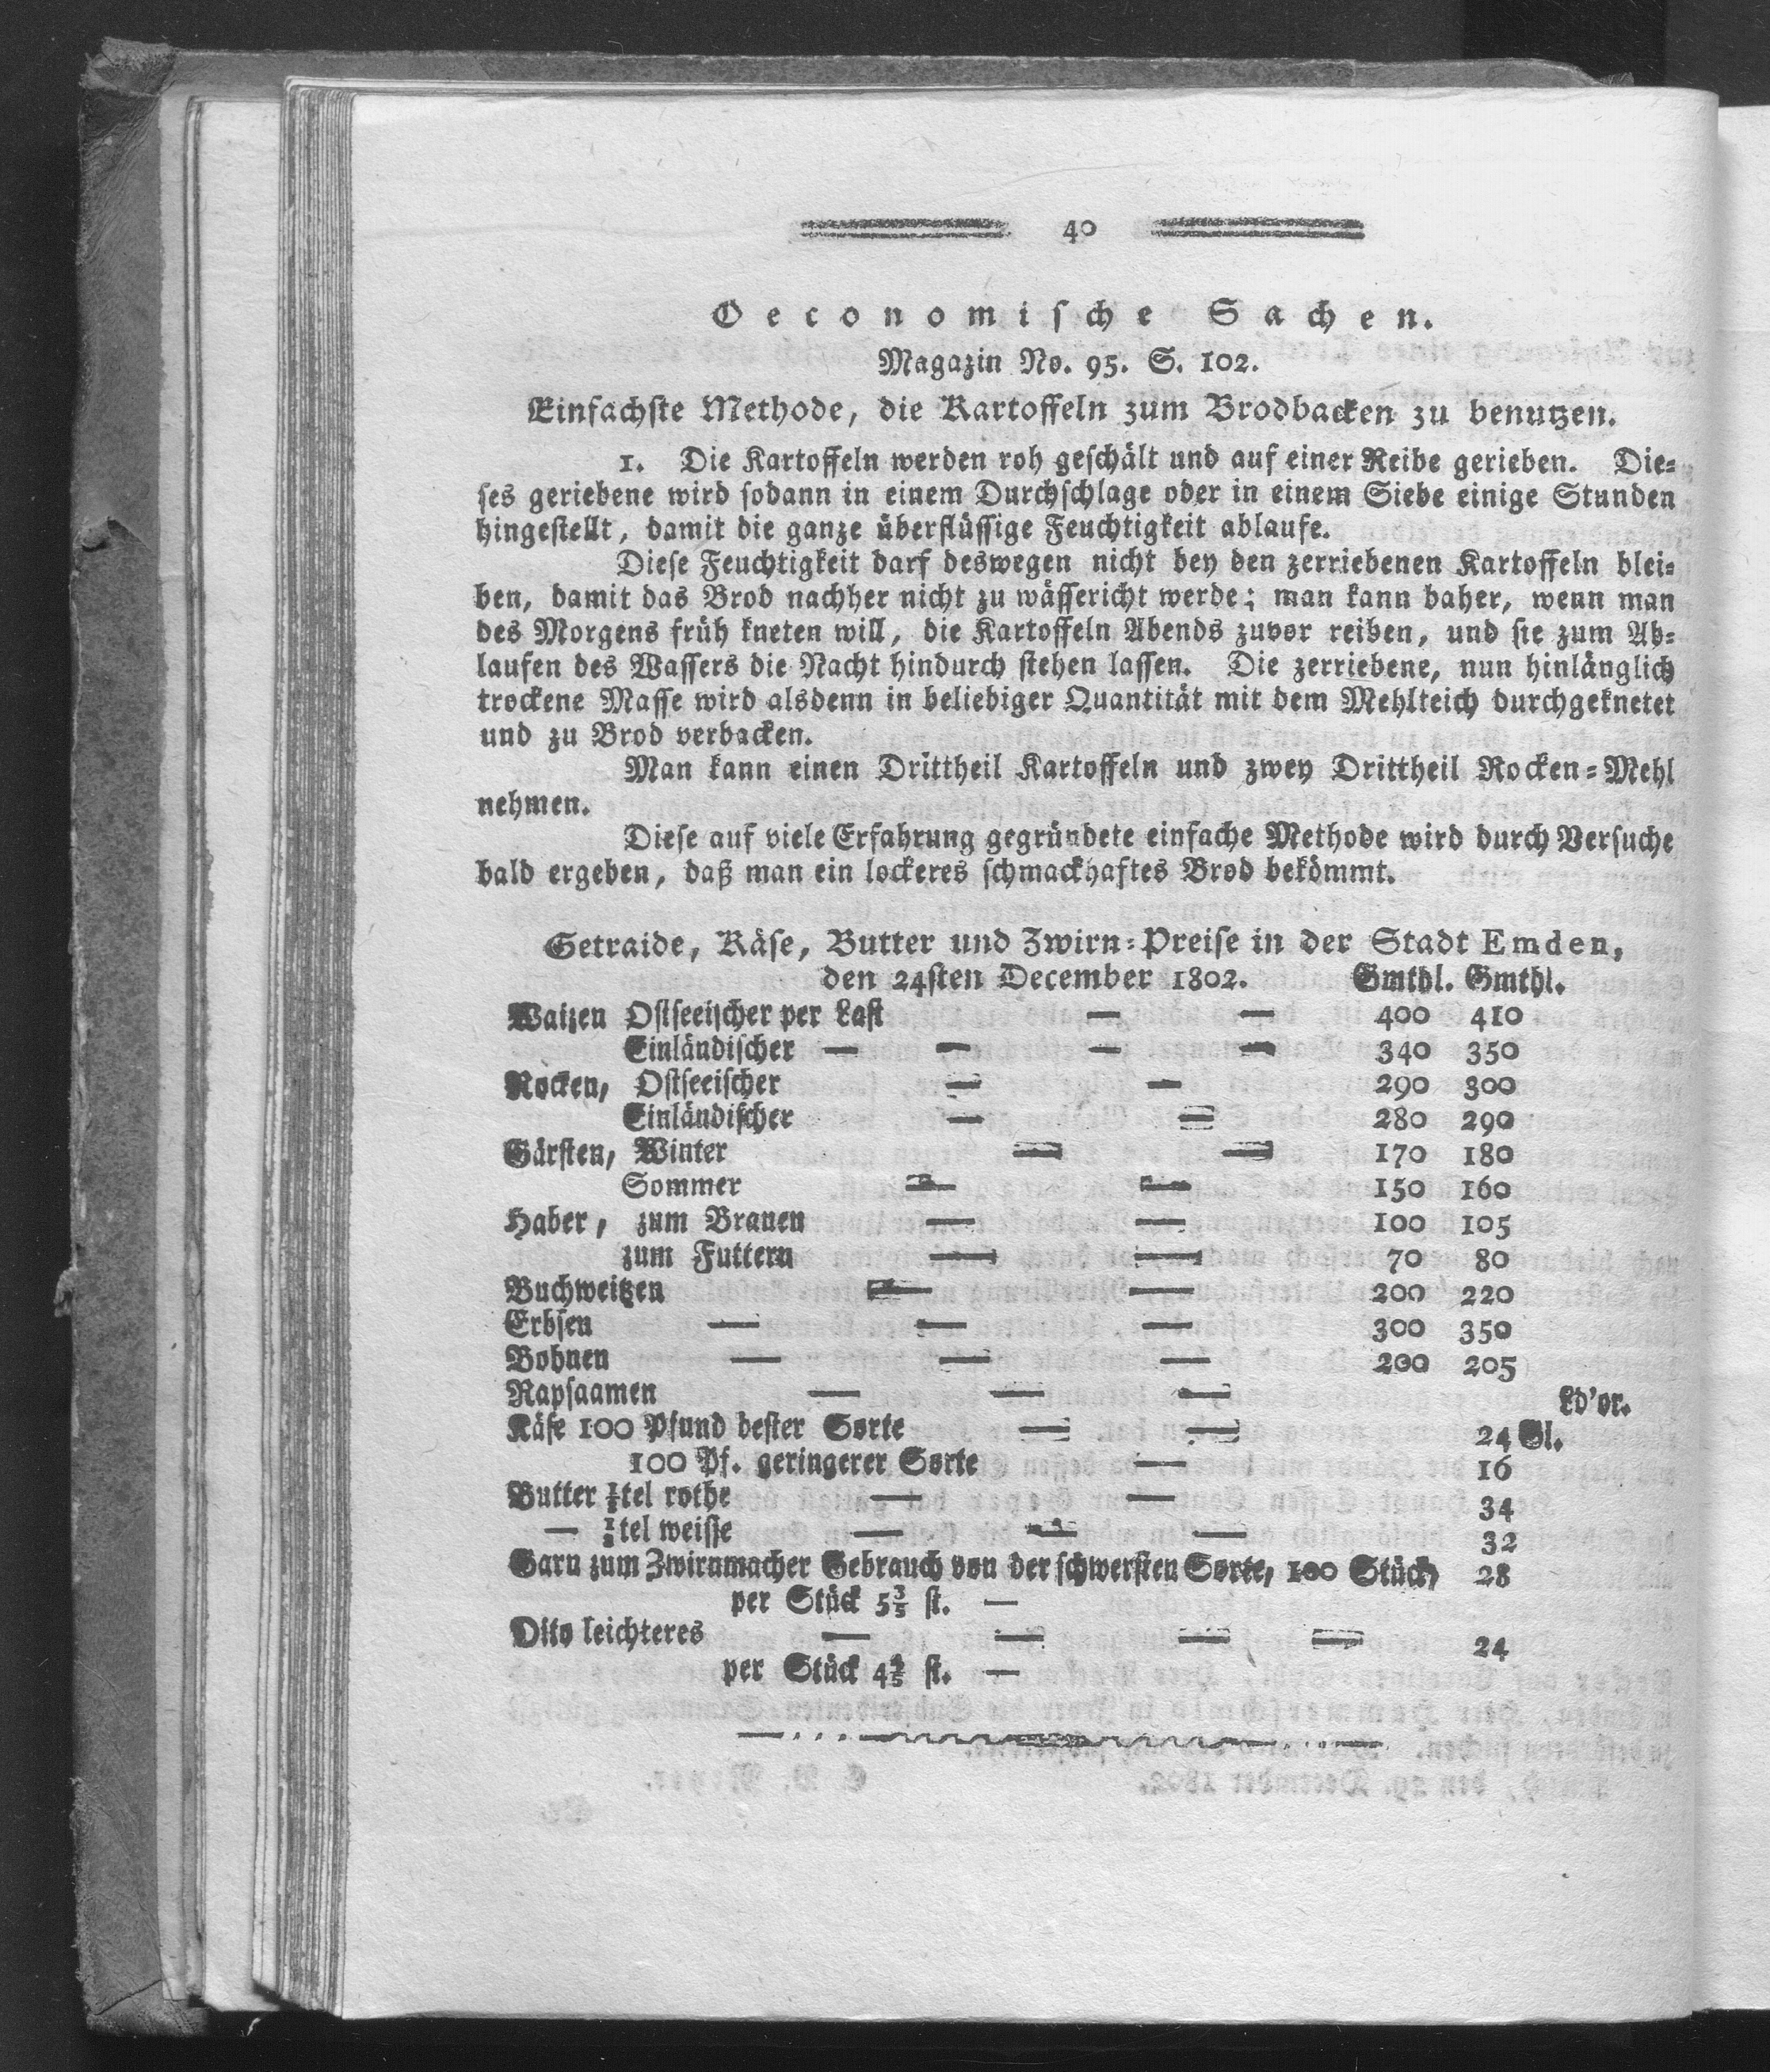 40
Oeconomische Sachen.
Magazin No. 95. S. 102.
Einfachste Methode, die Kartoffeln zum Brodbacken zu benutzen.
1. Die Kartoffeln werden roh geschält und auf einer Reibe gerieben. Die-
ses geriebene wird sodann in einem Durchschlage oder in einem Siebe einige Stunden
hingestellt, damit die ganze überflüssige Feuchtigkeit ablaufe.
Diese Feuchtigkeit darf deswegen nicht bey den zerriebenen Kartoffeln blei-
ben, damit das Brod nachher nicht zu wässericht werde; man kann daher, wenn man
des Morgens früh kneten will, die Kartoffeln Abends zuvor reiben, und sie zum Ab-
laufen des Wassers die Nacht hindurch stehen lassen. Die zerriebene, nun hinlänglich
trockene Masse wird alsdenn in beliebiger Quantität mit dem Mehlteich durchgeknetet
und zu Brod verbacken.
Man kann einen Drittheil Kartoffeln und zwey Drittheil Rocken-Mehl
nehmen.
Diese auf viele Erfahrung gegründete einfache Methode wird durch Versuche
bald ergeben, daß man ein lockeres schmackhaftes Brod bekömmt.
Getraide, Käse, Butter und Zwirn-Preise in der Stadt Emden,
den 24sten December 1802. Gmthl. Gmthl.
Waizen Ostseeischer per Last — — 400 410
Einländischer — — — — 340 350
Rocken, Ostseeischer — — 290 300
Einländischer — — 280 290
Gärsten, Winter — — 170 180
Sommer — — 150 160
Haber, zum Brauen — — 100 105
zum Futtern — — 70 80
Buchweitzen — — 200 220
Erbsen — — — 300 350
Bohnen — — — 200 205
Rapsaamen — — — Ld'or.
Käse 100 Pfund bester Sorte — — 24 Gl.
100 Pf. geringerer Sorte — 16
Butter ½tel rothe — — 34
— ½tel weisse — — — 32
Garn zum Zwirnmacher Gebrauch von der schwersten Sorte, 100 Stück, 28
per Stück 5⅗ st. —
Dito leichteres — — — — 24
per Stück 4⅘ st. —